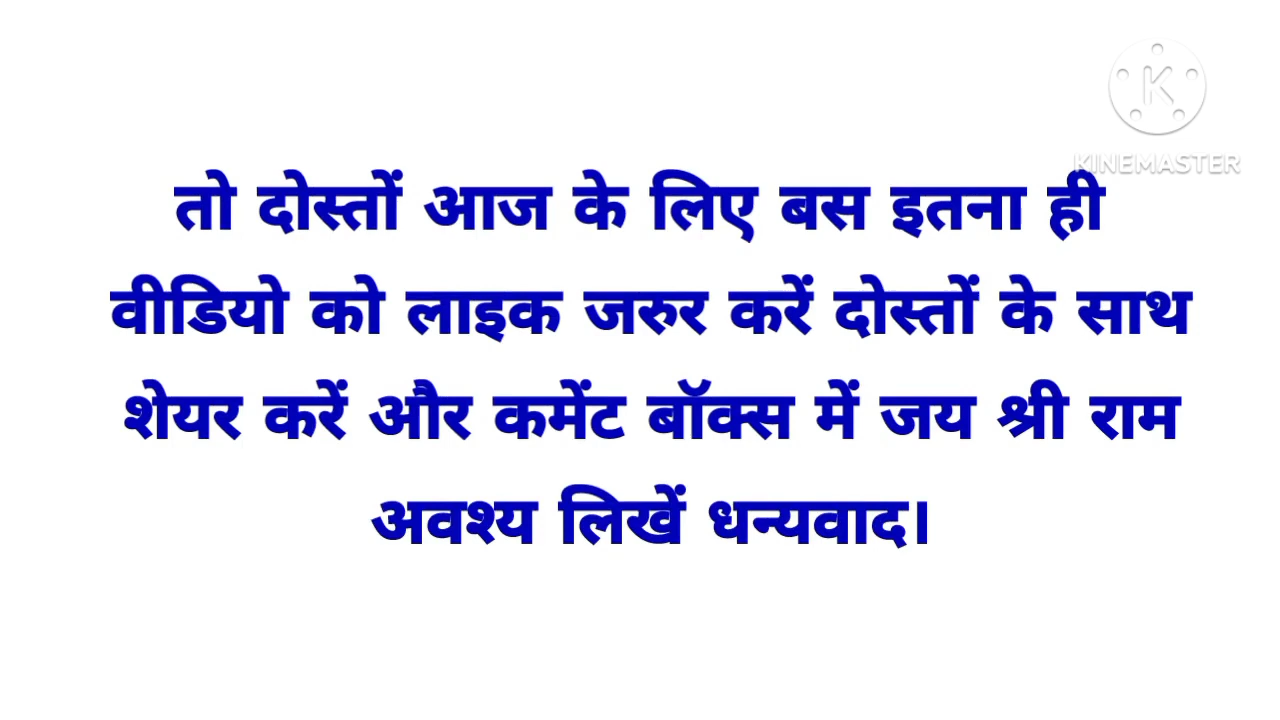 KINEMASTER
तो दोस्तों आज के लिए बस इतना ही
वीडियो को लाइक जरुर करें दोस्तों के साथ
शेयर करें और कमेंट बॉक्स में जय श्री राम
अवश्य लिखें धन्यवाद।